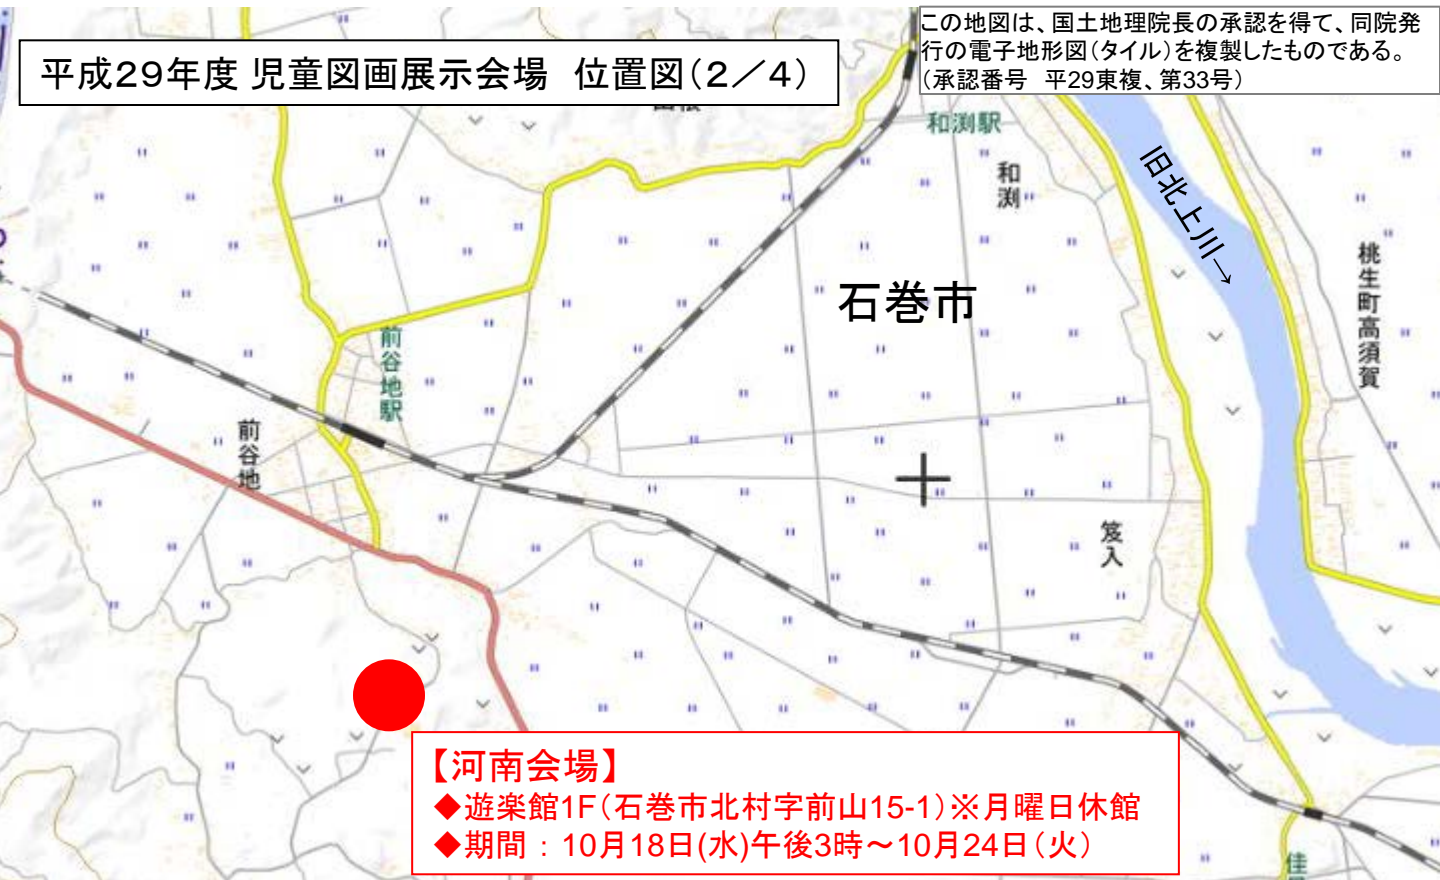 平成29年度 児童図画展示会場　位置図(2／4)
この地図は、国土地理院長の承認を得て、同院発
行の電子地形図(タイル)を複製したものである。
(承認番号　平29東複、第33号)
和渕駅
和渕
旧北上川→
桃生町高須賀
石巻市
前谷地駅
前谷地
笈入
【河南会場】
◆遊楽館1F(石巻市北村字前山15-1)※月曜日休館
◆期間：10月18日(水)午後3時～10月24日(火)